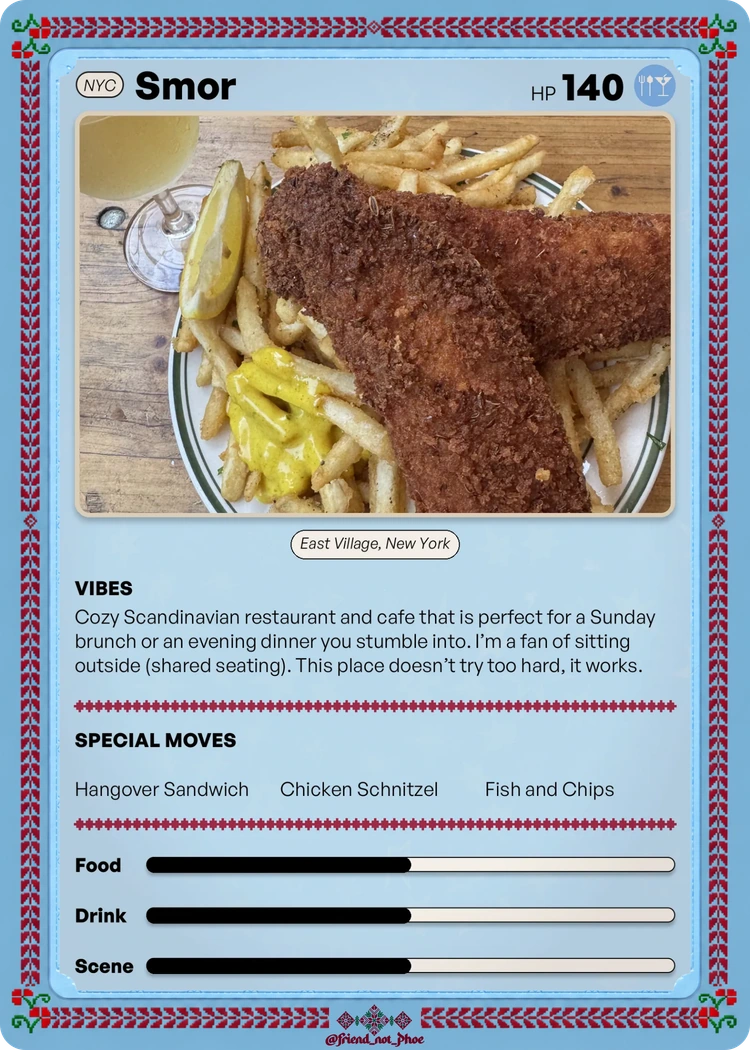 NYC Smor HP 140
East Village, New York
VIBES
Cozy Scandinavian restaurant and cafe that is perfect for a Sunday
brunch or an evening dinner you stumble into. I’m a fan of sitting
outside (shared seating). This place doesn’t try too hard, it works.
SPECIAL MOVES
Hangover Sandwich Chicken Schnitzel Fish and Chips
Food
Drink
Scene
@friend_not_Phoe